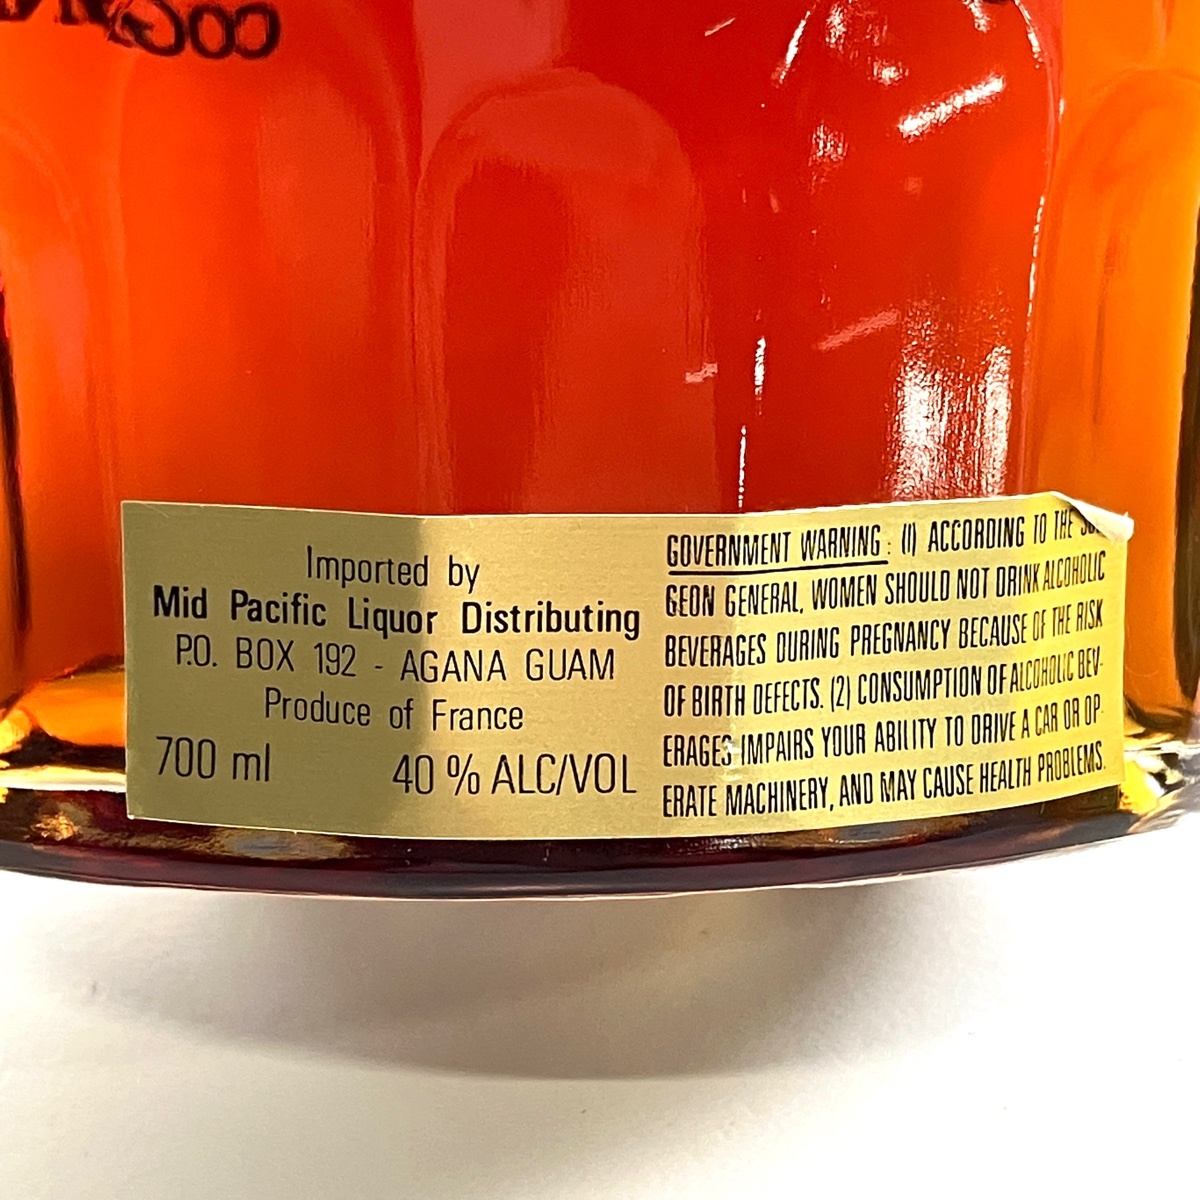 Imported by
Mid Pacific Liquor Distributing
P.O. BOX 192 - AGANA GUAM
Produce of France
700 ml 40 % ALC/VOL
GOVERNMENT WARNING : (1) ACCORDING TO THE
GEON GENERAL, WOMEN SHOULD NOT DRINK ALCOHOLIC
BEVERAGES DURING PREGNANCY BECAUSE OF THE RISK
OF BIRTH DEFECTS. (2) CONSUMPTION OF ALCOHOLIC BEV-
ERAGES IMPAIRS YOUR ABILITY TO DRIVE A CAR OR OP-
ERATE MACHINERY, AND MAY CAUSE HEALTH PROBLEMS.